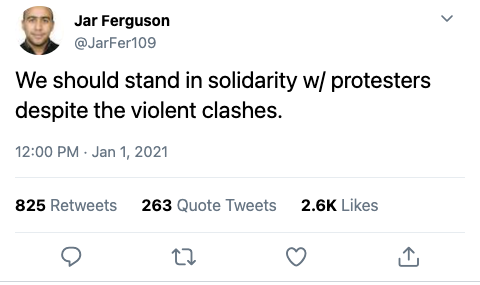 Jar Ferguson
@JarFer109
We should stand in solidarity w/ protesters
despite the violent clashes.
12:00 PM · Jan 1, 2021
825 Retweets 263 Quote Tweets 2.6K Likes